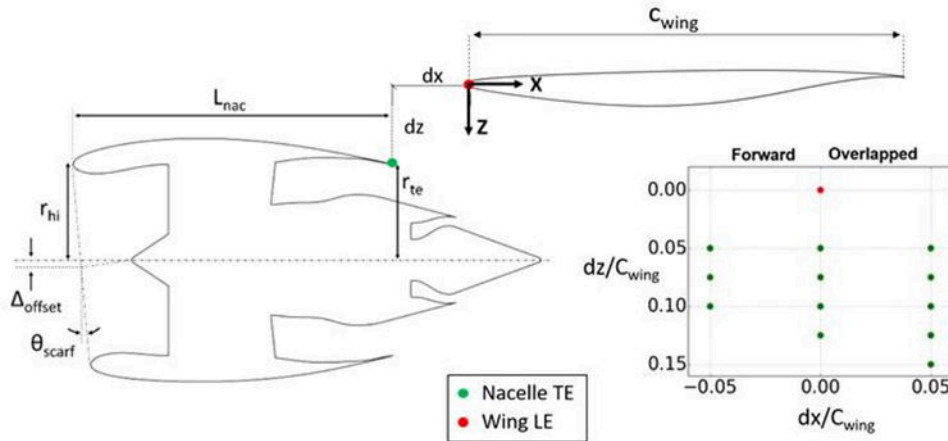 C_wing
dx
X
L_nac
dz
Z
Forward Overlapped
r_te
r_hi
0.00
0.05
dz/C_wing
0.10
Δ_offset
θ_scarf
0.15
−0.05 0.00 0.05
Nacelle TE
Wing LE
dx/C_wing